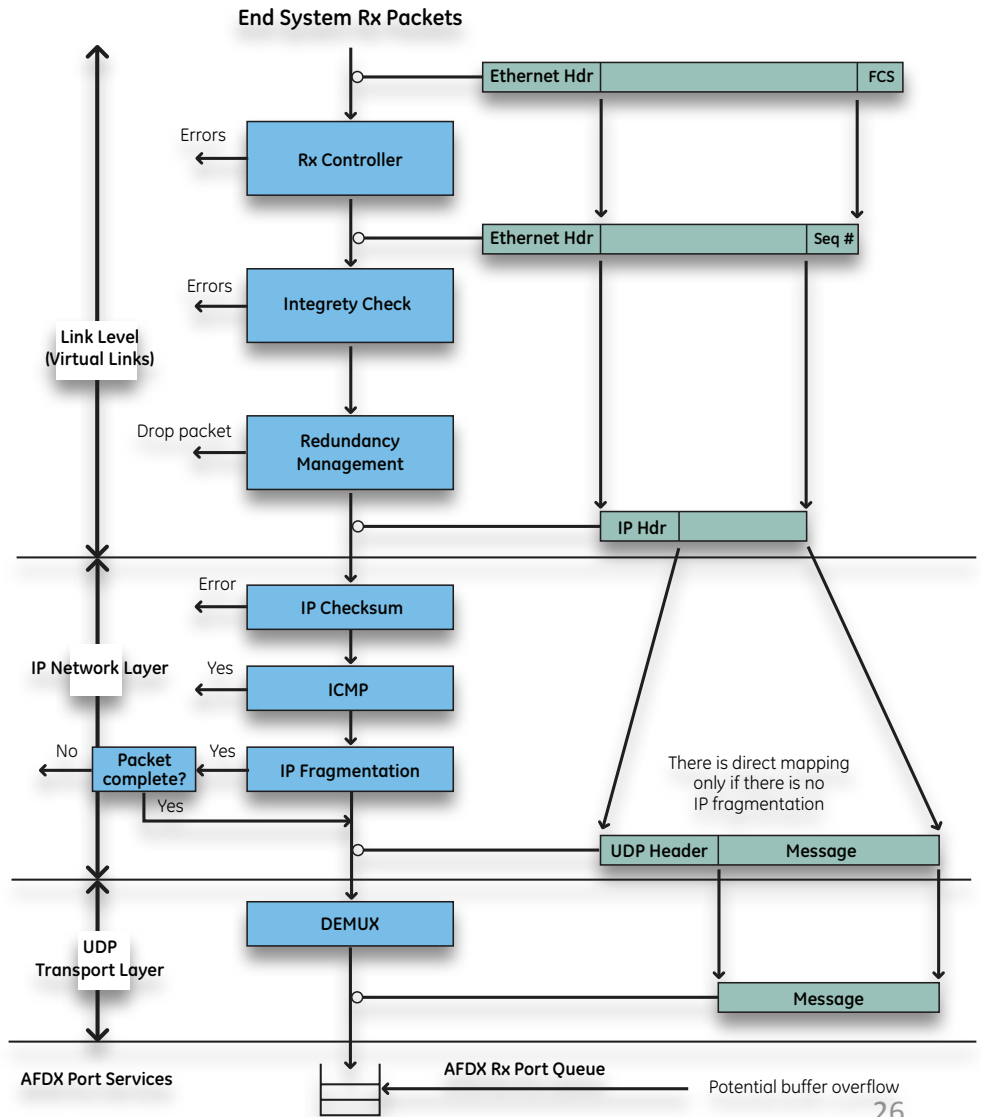 End System Rx Packets
Ethernet Hdr
FCS
Errors
Rx Controller
Ethernet Hdr
Seq #
Errors
Integrety Check
Link Level
(Virtual Links)
Drop packet
Redundancy
Management
IP Hdr
Error
IP Checksum
IP Network Layer
Yes
ICMP
No
Packet
complete?
Yes
IP Fragmentation
Yes
There is direct mapping
only if there is no
IP fragmentation
UDP Header
Message
DEMUX
UDP
Transport Layer
Message
AFDX Port Services
AFDX Rx Port Queue
Potential buffer overflow
26